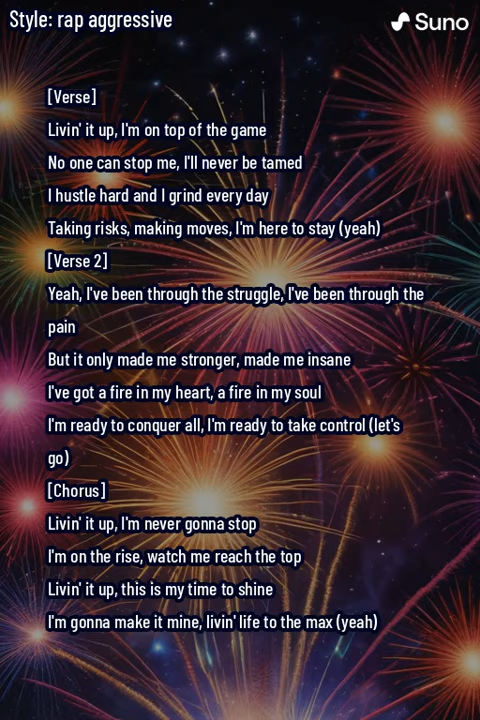 Style: rap aggressive
Suno
[Verse]
Livin' it up, I'm on top of the game
No one can stop me, I'll never be tamed
I hustle hard and I grind every day
Taking risks, making moves, I'm here to stay (yeah)
[Verse 2]
Yeah, I've been through the struggle, I've been through the
pain
But it only made me stronger, made me insane
I've got a fire in my heart, a fire in my soul
I'm ready to conquer all, I'm ready to take control (let's
go)
[Chorus]
Livin' it up, I'm never gonna stop
I'm on the rise, watch me reach the top
Livin' it up, this is my time to shine
I'm gonna make it mine, livin' life to the max (yeah)